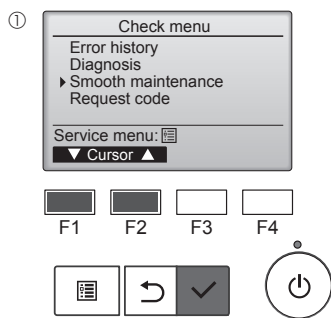 ①
Check menu
Error history
Diagnosis
Smooth maintenance
Request code
Service menu:
▼ Cursor ▲
F1 F2 F3 F4